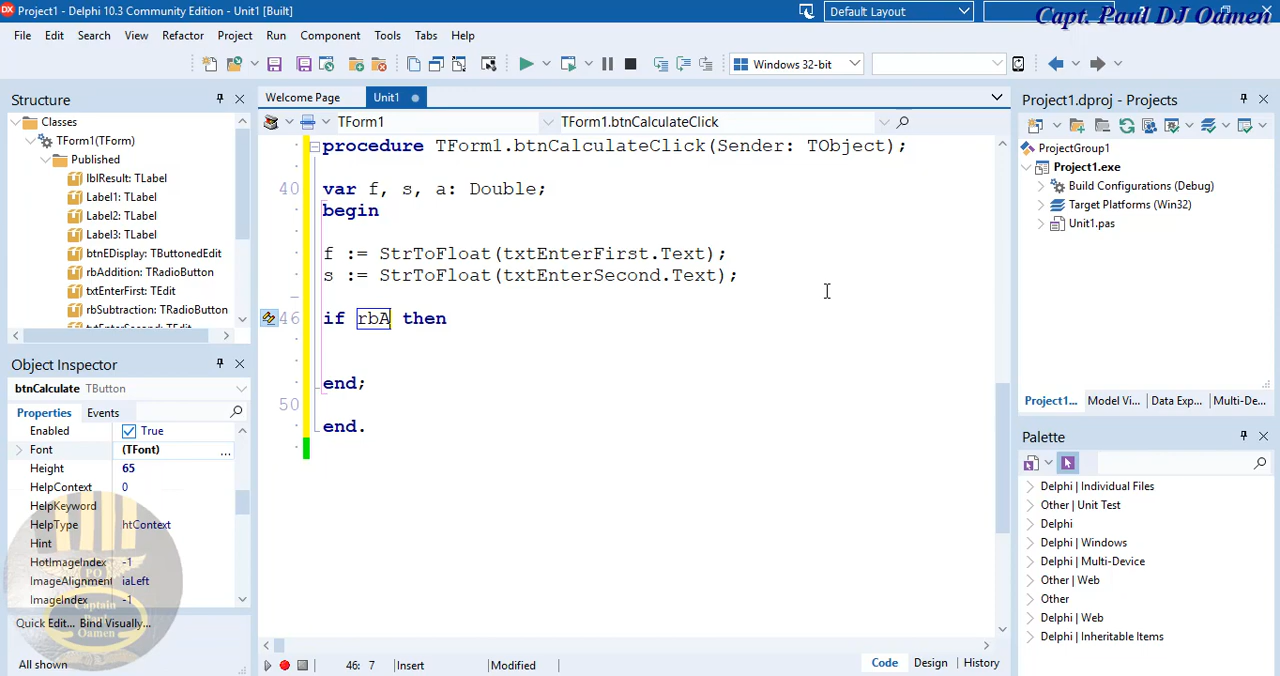 Project1 - Delphi 10.3 Community Edition - Unit1 [Built]
Default Layout
Capt. Paul DJ Oamen
File Edit Search View Refactor Project Run Component Tools Tabs Help
Windows 32-bit
Structure
Classes
TForm1(TForm)
Published
lblResult: TLabel
Label1: TLabel
Label2: TLabel
Label3: TLabel
btnEDisplay: TButtonedEdit
rbAddition: TRadioButton
txtEnterFirst: TEdit
rbSubtraction: TRadioButton
txtEnterSecond: TEdit
Object Inspector
btnCalculate TButton
Properties Events
Enabled True
Font (TFont) ...
Height 65
HelpContext 0
HelpKeyword
HelpType htContext
Hint
HotImageIndex -1
ImageAlignment iaLeft
ImageIndex -1
Quick Edit... Bind Visually...
All shown
PO
Captain
Paul
Oamen
Welcome Page Unit1
TForm1 TForm1.btnCalculateClick
procedure TForm1.btnCalculateClick(Sender: TObject);
40 var f, s, a: Double;
begin
f := StrToFloat(txtEnterFirst.Text);
s := StrToFloat(txtEnterSecond.Text);
46 if rbA then
end;
50
end.
46: 7 Insert Modified
Code Design History
Project1.dproj - Projects
ProjectGroup1
Project1.exe
Build Configurations (Debug)
Target Platforms (Win32)
Unit1.pas
Project1... Model Vi... Data Exp... Multi-De...
Palette
Delphi | Individual Files
Other | Unit Test
Delphi
Delphi | Windows
Delphi | Multi-Device
Other | Web
Other
Delphi | Web
Delphi | Inheritable Items